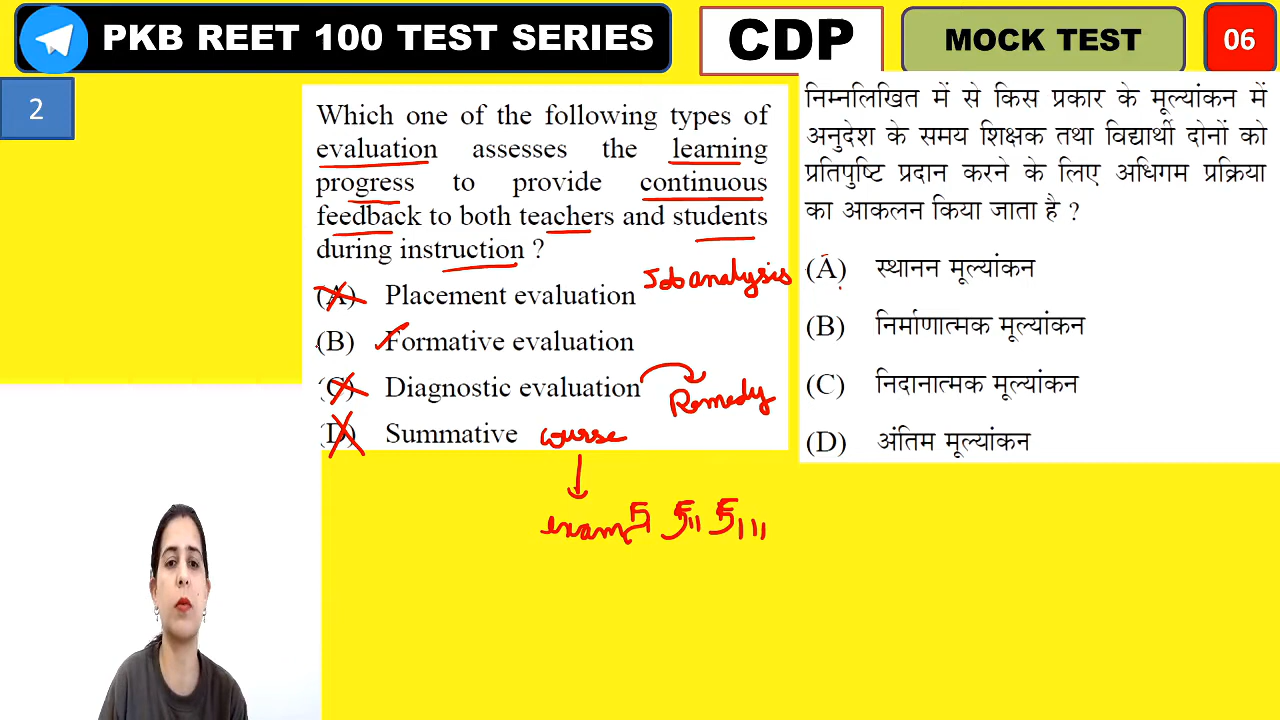 PKB REET 100 TEST SERIES
CDP
MOCK TEST
06
2
Which one of the following types of
evaluation assesses the learning
progress to provide continuous
feedback to both teachers and students
during instruction ?
(A) Placement evaluation
Job analysis
(B) Formative evaluation
(C) Diagnostic evaluation
Remedy
(D) Summative
course
exam
निम्नलिखित में से किस प्रकार के मूल्यांकन में
अनुदेश के समय शिक्षक तथा विद्यार्थी दोनों को
प्रतिपुष्टि प्रदान करने के लिए अधिगम प्रक्रिया
का आकलन किया जाता है ?
(A) स्थानन मूल्यांकन
(B) निर्माणात्मक मूल्यांकन
(C) निदानात्मक मूल्यांकन
(D) अंतिम मूल्यांकन